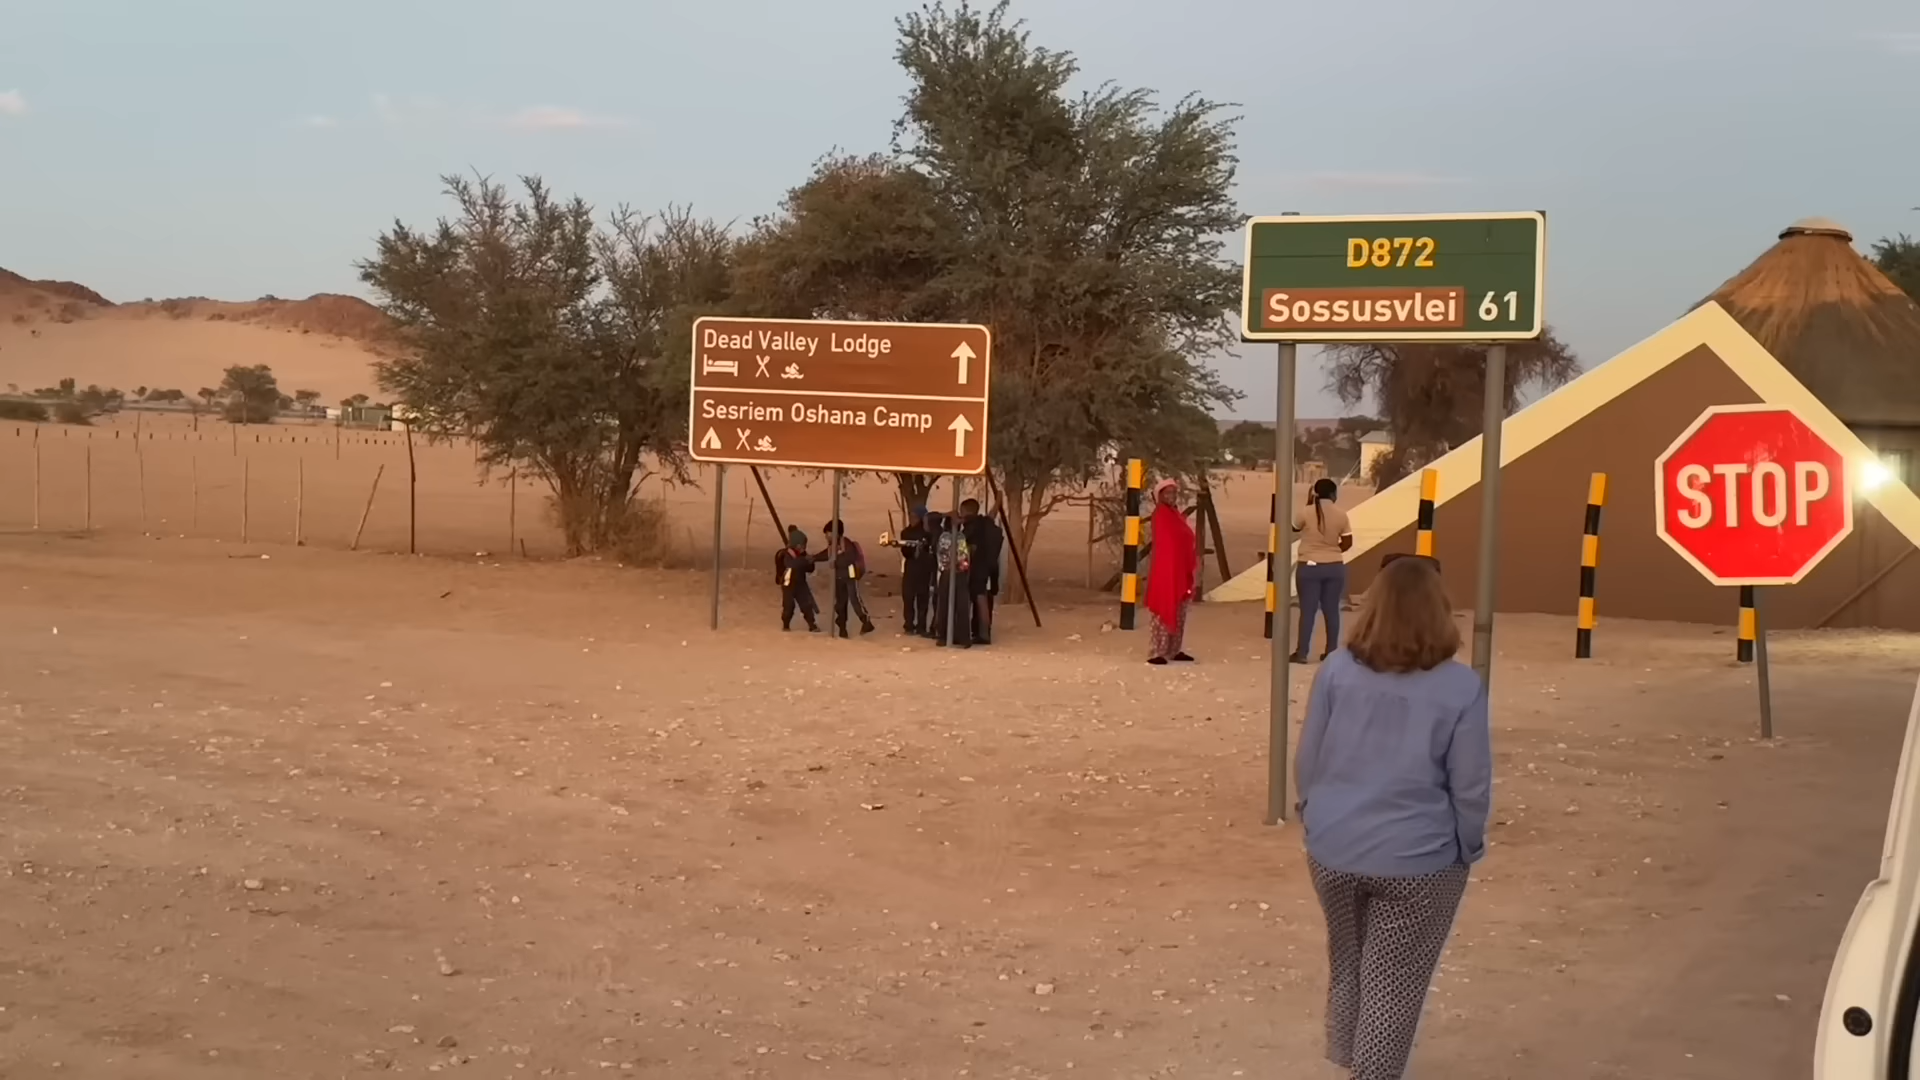 Dead Valley Lodge
Sesriem Oshana Camp
D872
Sossusvlei 61
STOP